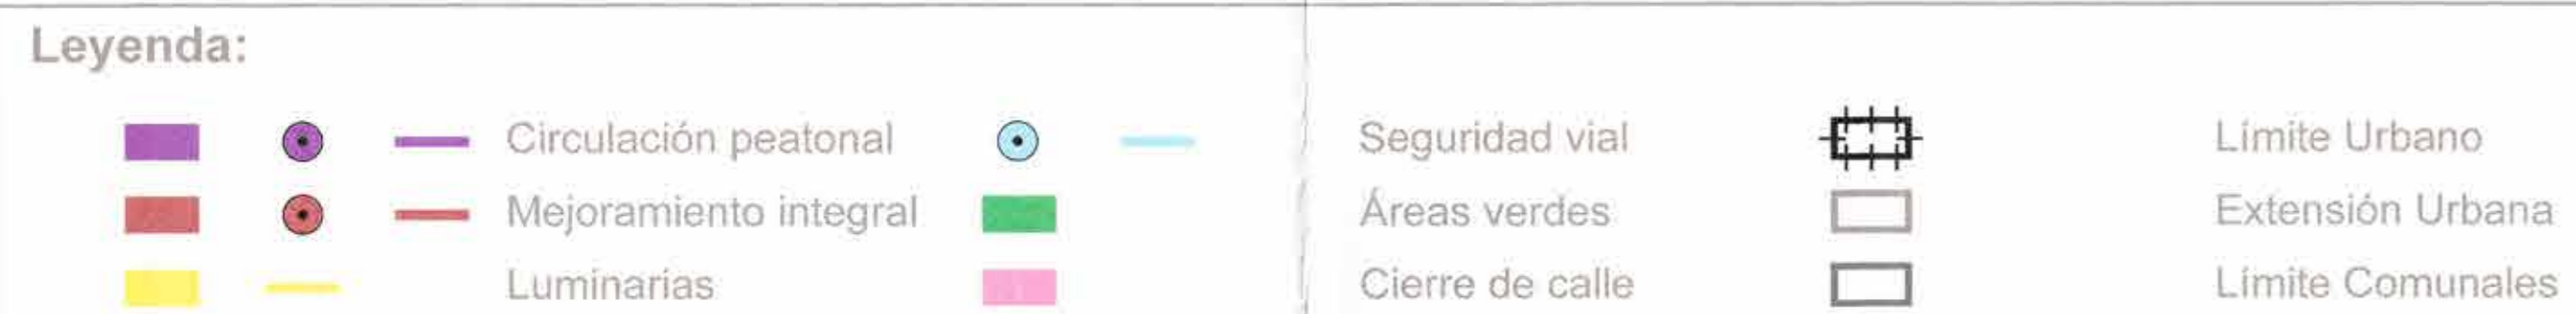 Leyenda:
Circulación peatonal Seguridad vial Límite Urbano
Mejoramiento integral Áreas verdes Extensión Urbana
Luminarias Cierre de calle Límite Comunales